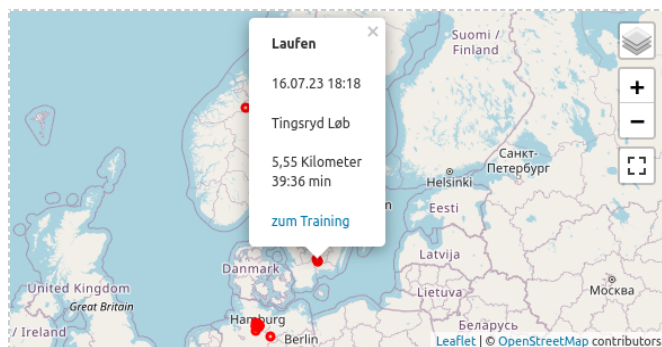 Laufen
×
16.07.23 18:18
Tingsryd Løb
5,55 Kilometer
39:36 min
zum Training
Suomi /
Finland
+
−
Санкт-
Петербург
Helsinki
Eesti
Latvija
Danmark
Lietuva
Москва
United Kingdom
Great Britain
/ Ireland
Hamburg
Berlin
Беларусь
Leaflet | © OpenStreetMap contributors